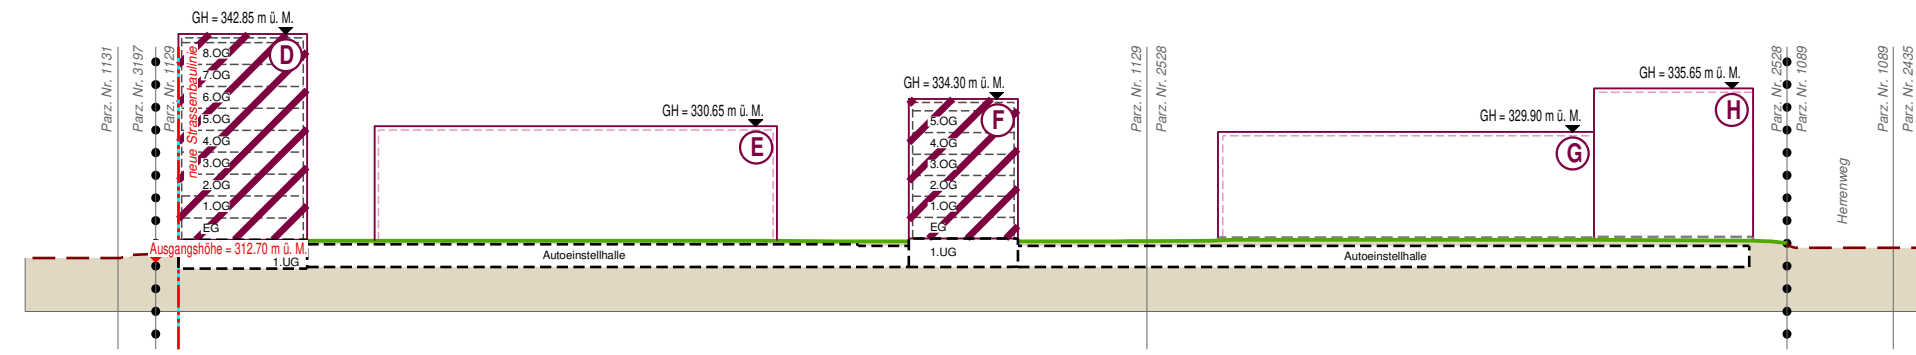 GH = 342.85 m ü. M.
D
8.OG
7.OG
6.OG
5.OG
4.OG
3.OG
2.OG
1.OG
EG
Parz. Nr. 1131
Parz. Nr. 3197
Parz. Nr. 1129
neue Strassenbaulinie
Ausgangshöhe = 312.70 m ü. M.
1.UG
GH = 330.65 m ü. M.
E
Autoeinstellhalle
GH = 334.30 m ü. M.
F
5.OG
4.OG
3.OG
2.OG
1.OG
EG
1.UG
Parz. Nr. 1129
Parz. Nr. 2528
GH = 329.90 m ü. M.
G
GH = 335.65 m ü. M.
H
Autoeinstellhalle
Parz. Nr. 2528
Parz. Nr. 1089
Herrenweg
Parz. Nr. 1089
Parz. Nr. 2435